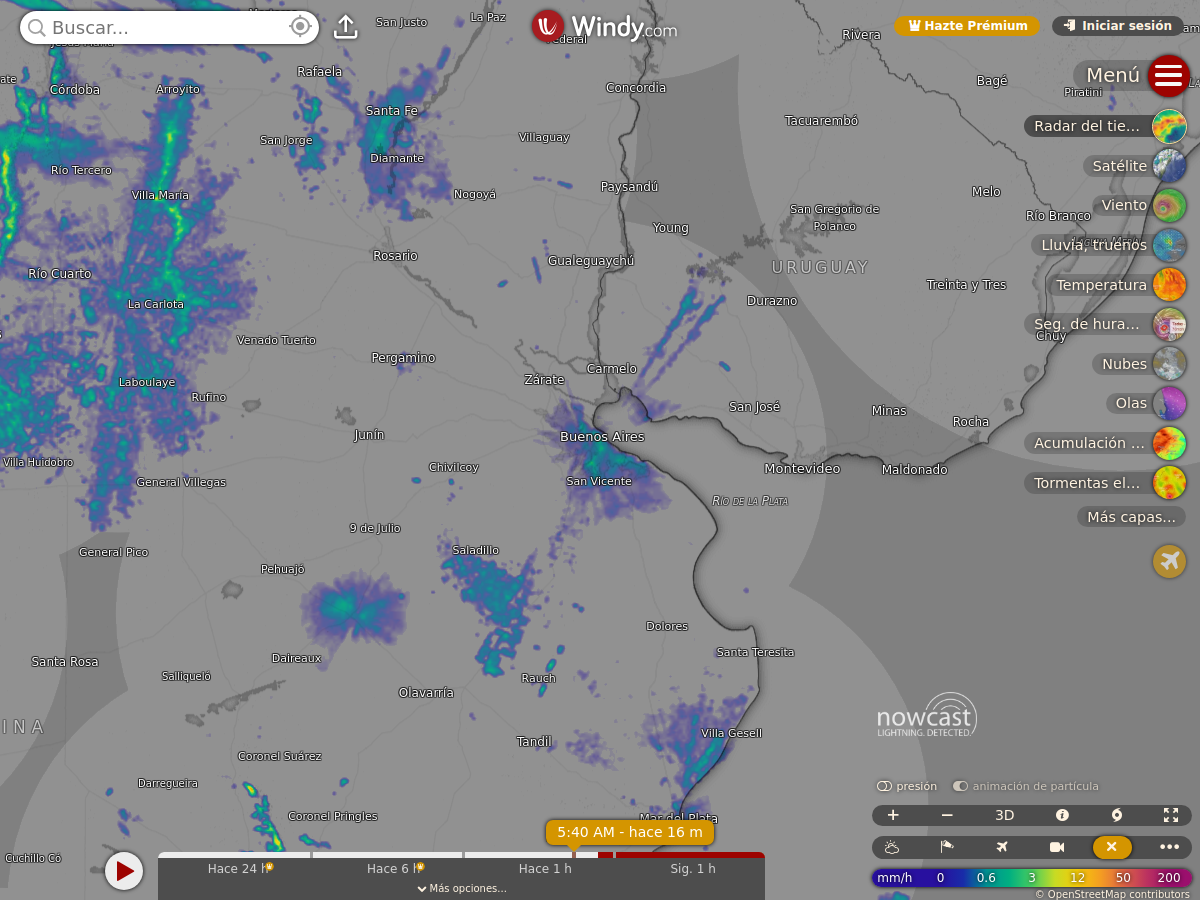 Buscar...
Windy.com
Hazte Prémium
Iniciar sesión
San Justo
La Paz
Federal
Rivera
Jesús María
Rafaela
Concordia
Bagé
Menú
Piratini
Córdoba
Arroyito
Santa Fe
Tacuarembó
Radar del tie...
San Jorge
Villaguay
Diamante
Río Tercero
Satélite
Villa María
Nogoyá
Paysandú
Melo
Viento
San Gregorio de
Polanco
Río Branco
Young
Lluvia, truenos
Rosario
Gualeguaychú
URUGUAY
Río Cuarto
Treinta y Tres
Temperatura
La Carlota
Durazno
Seg. de hura...
Chuy
Venado Tuerto
Pergamino
Carmelo
Nubes
Zárate
Laboulaye
Rufino
San José
Minas
Olas
Rocha
Junín
Buenos Aires
Acumulación ...
Villa Huidobro
Chivilcoy
Montevideo
Maldonado
General Villegas
San Vicente
Tormentas el...
Río de la Plata
Más capas...
9 de Julio
General Pico
Saladillo
Pehuajó
Dolores
Santa Rosa
Daireaux
Santa Teresita
Salliqueló
Rauch
Olavarría
INA
Villa Gesell
nowcast
LIGHTNING. DETECTED.
Tandil
Coronel Suárez
Darregueira
presión
animación de partícula
Coronel Pringles
Mar del Plata
3D
5:40 AM - hace 16 m
Cuchillo Có
Hace 24 h
Hace 6 h
Hace 1 h
Sig. 1 h
mm/h 0 0.6 3 12 50 200
Más opciones...
© OpenStreetMap contributors